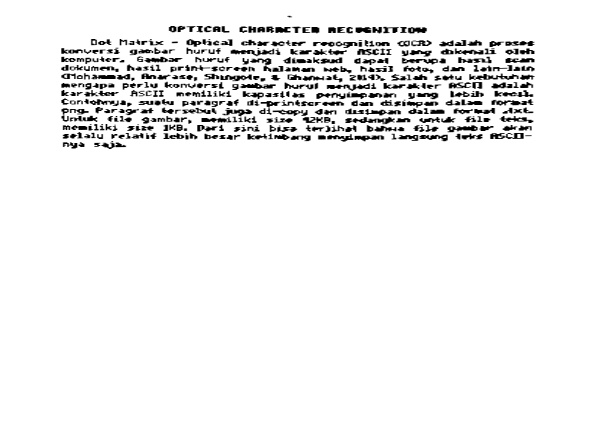 OPTICAL CHARACTER RECOGNITION
Dot Matrix - Optical character recognition (OCR) adalah proses
konversi gambar huruf menjadi karakter ASCII yang dikenali oleh
komputer. Gambar huruf yang dimaksud dapat berupa hasil scan
dokumen, hasil print-screen halaman web, hasil foto, dan lain-lain
(Mohammad, Anarase, Shingote, & Ghanwat, 2014). Salah satu kebutuhan
mengapa perlu konversi gambar huruf menjadi karakter ASCII adalah
karakter ASCII memiliki kapasitas penyimpanan yang lebih kecil.
Contohnya, suatu paragraf di-printscreen dan disimpan dalam format
png. Paragraf tersebut juga di-copy dan disimpan dalam format .txt.
Untuk file gambar, memiliki size 42KB, sedangkan untuk file teks,
memiliki size 1KB. Dari sini bisa terlihat bahwa file gambar akan
selalu relatif lebih besar ketimbang menyimpan langsung teks ASCII-
nya saja.